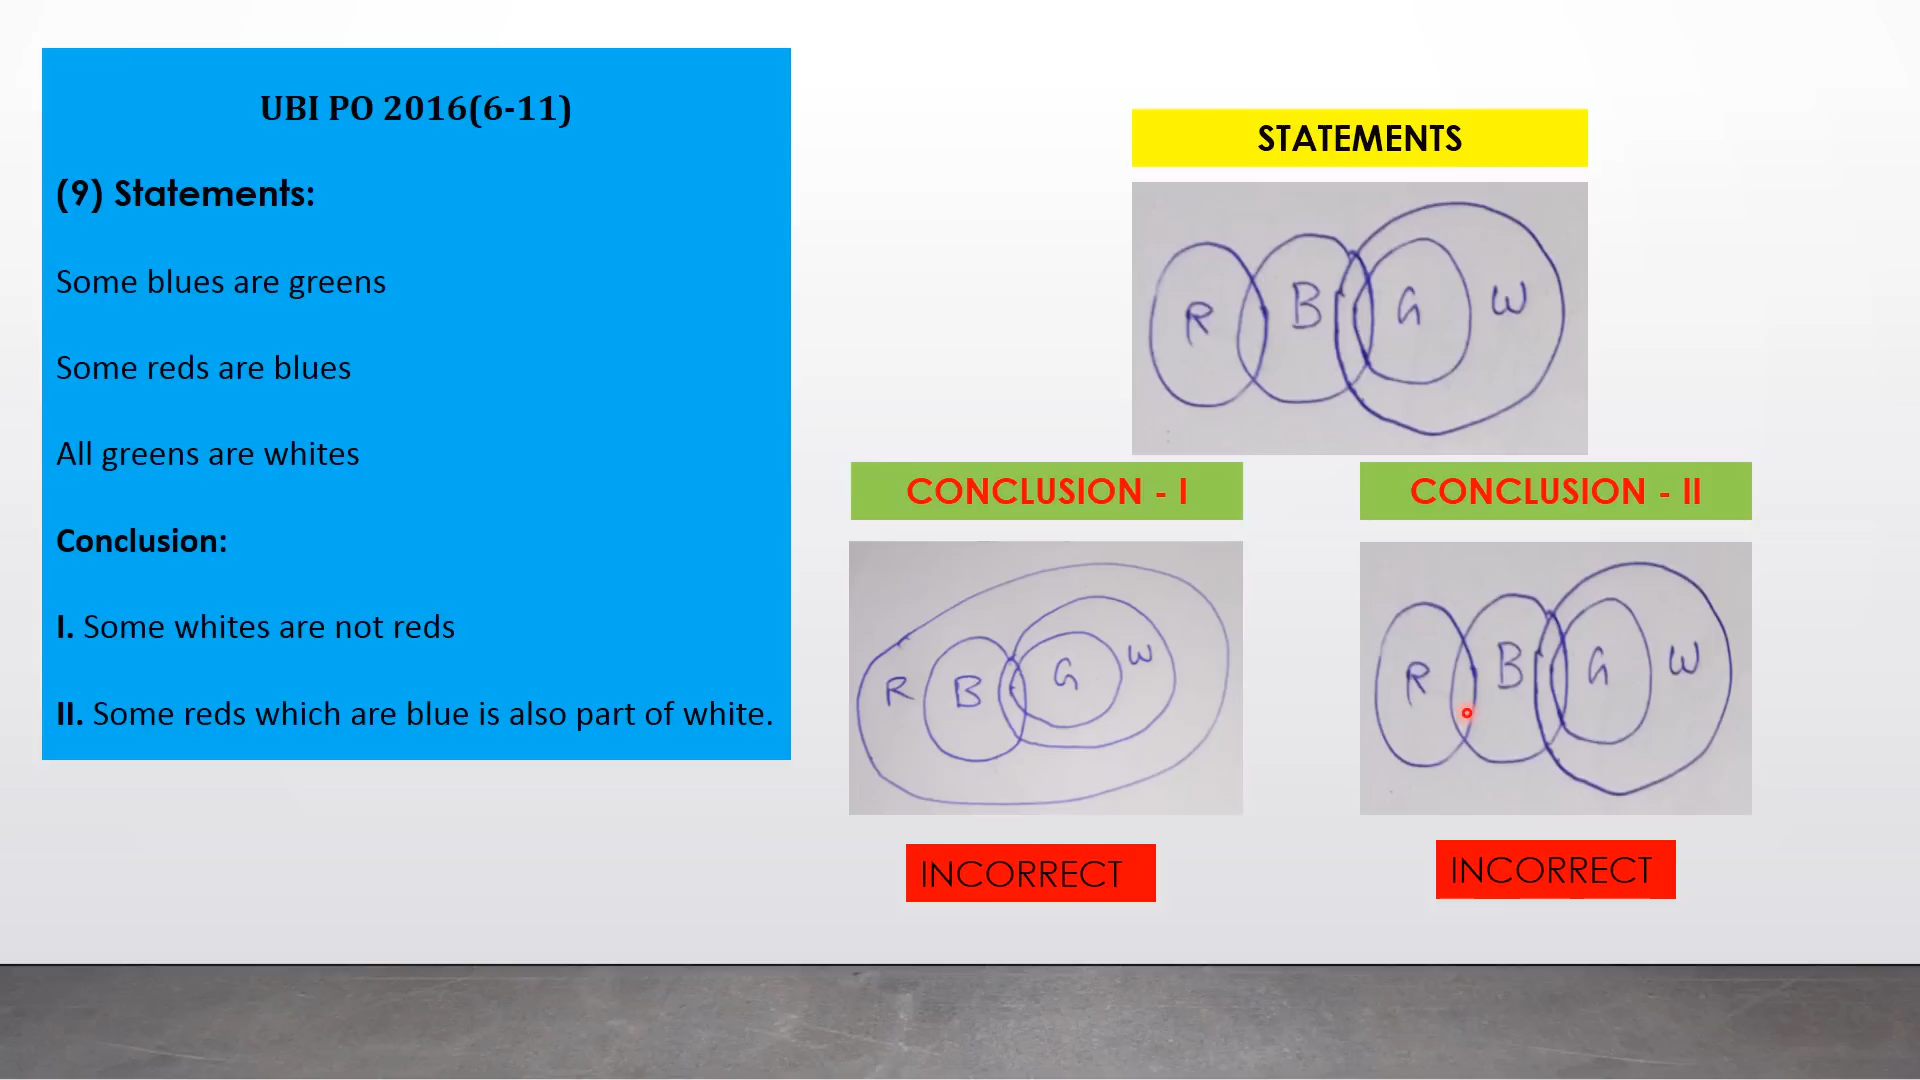 UBI PO 2016(6-11)
(9) Statements:
Some blues are greens
Some reds are blues
All greens are whites
Conclusion:
I. Some whites are not reds
II. Some reds which are blue is also part of white.
STATEMENTS
R B G W
CONCLUSION - I
R B G W
INCORRECT
CONCLUSION - II
R B G W
INCORRECT